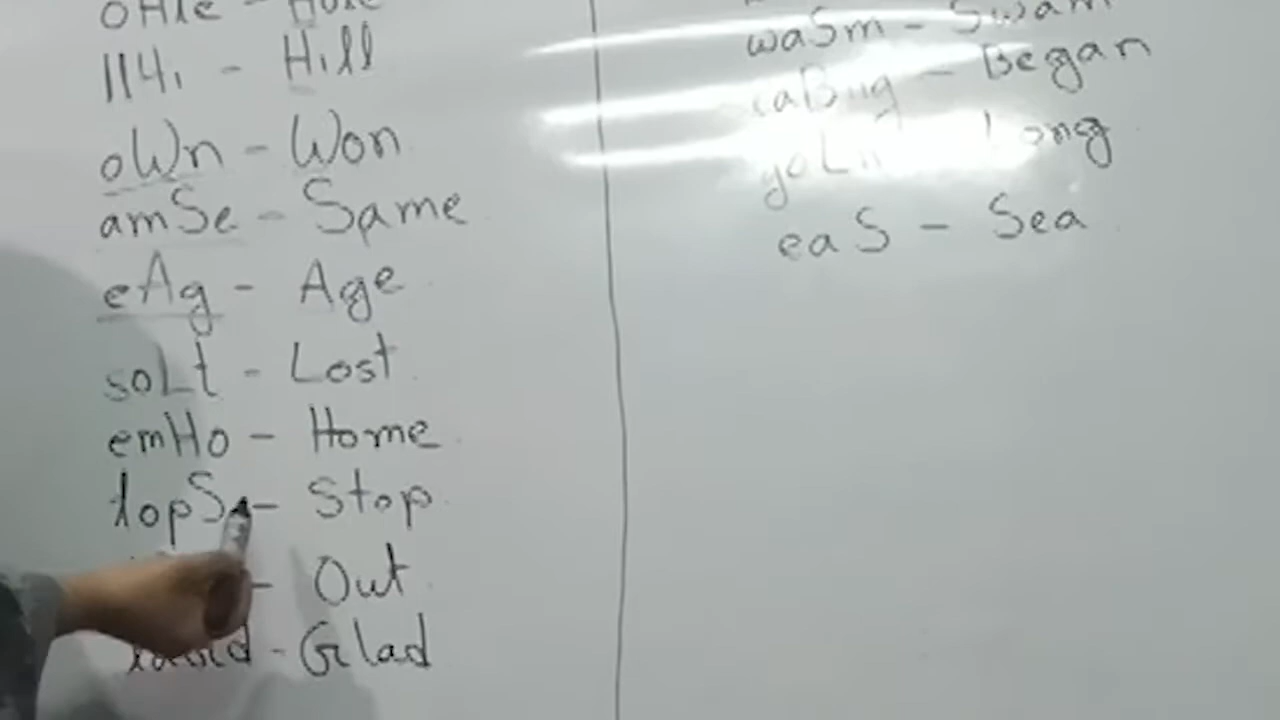 oHle - Hole
llHi - Hill
oWn - Won
amSe - Same
eAg - Age
soLt - Lost
emHo - Home
topS - Stop
- Out
- Glad
waSm - Swam
- Began
- Long
eaS - Sea